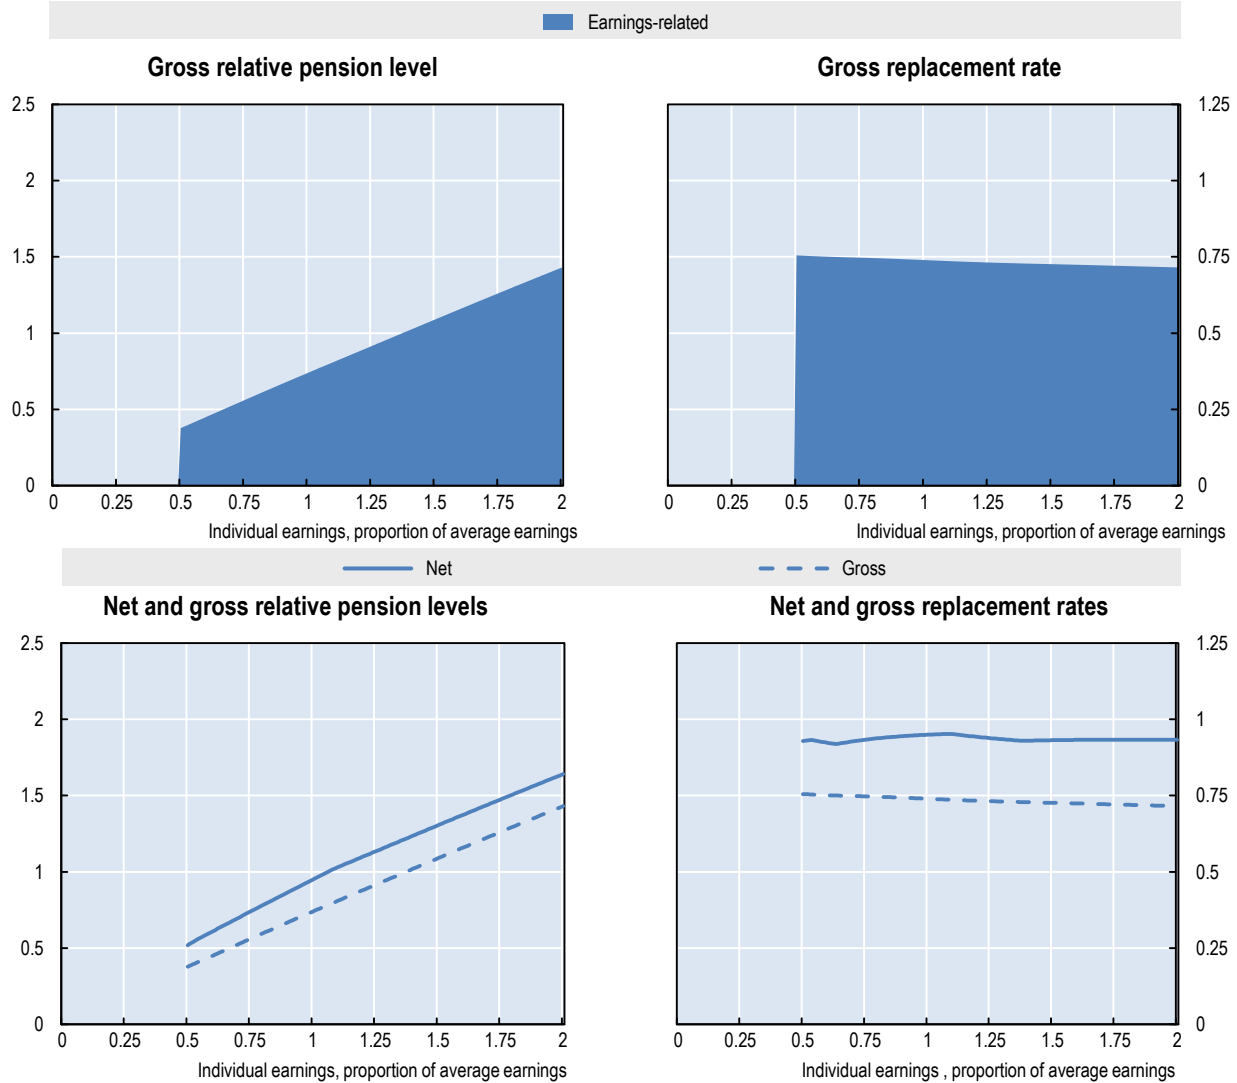 Earnings-related
Gross relative pension level
Gross replacement rate
2.5
2
1.5
1
0.5
0
0 0.25 0.5 0.75 1 1.25 1.5 1.75 2
Individual earnings, proportion of average earnings
1.25
1
0.75
0.5
0.25
0
0 0.25 0.5 0.75 1 1.25 1.5 1.75 2
Individual earnings, proportion of average earnings
Net Gross
Net and gross relative pension levels
Net and gross replacement rates
2.5
2
1.5
1
0.5
0
0 0.25 0.5 0.75 1 1.25 1.5 1.75 2
Individual earnings, proportion of average earnings
1.25
1
0.75
0.5
0.25
0
0 0.25 0.5 0.75 1 1.25 1.5 1.75 2
Individual earnings , proportion of average earnings